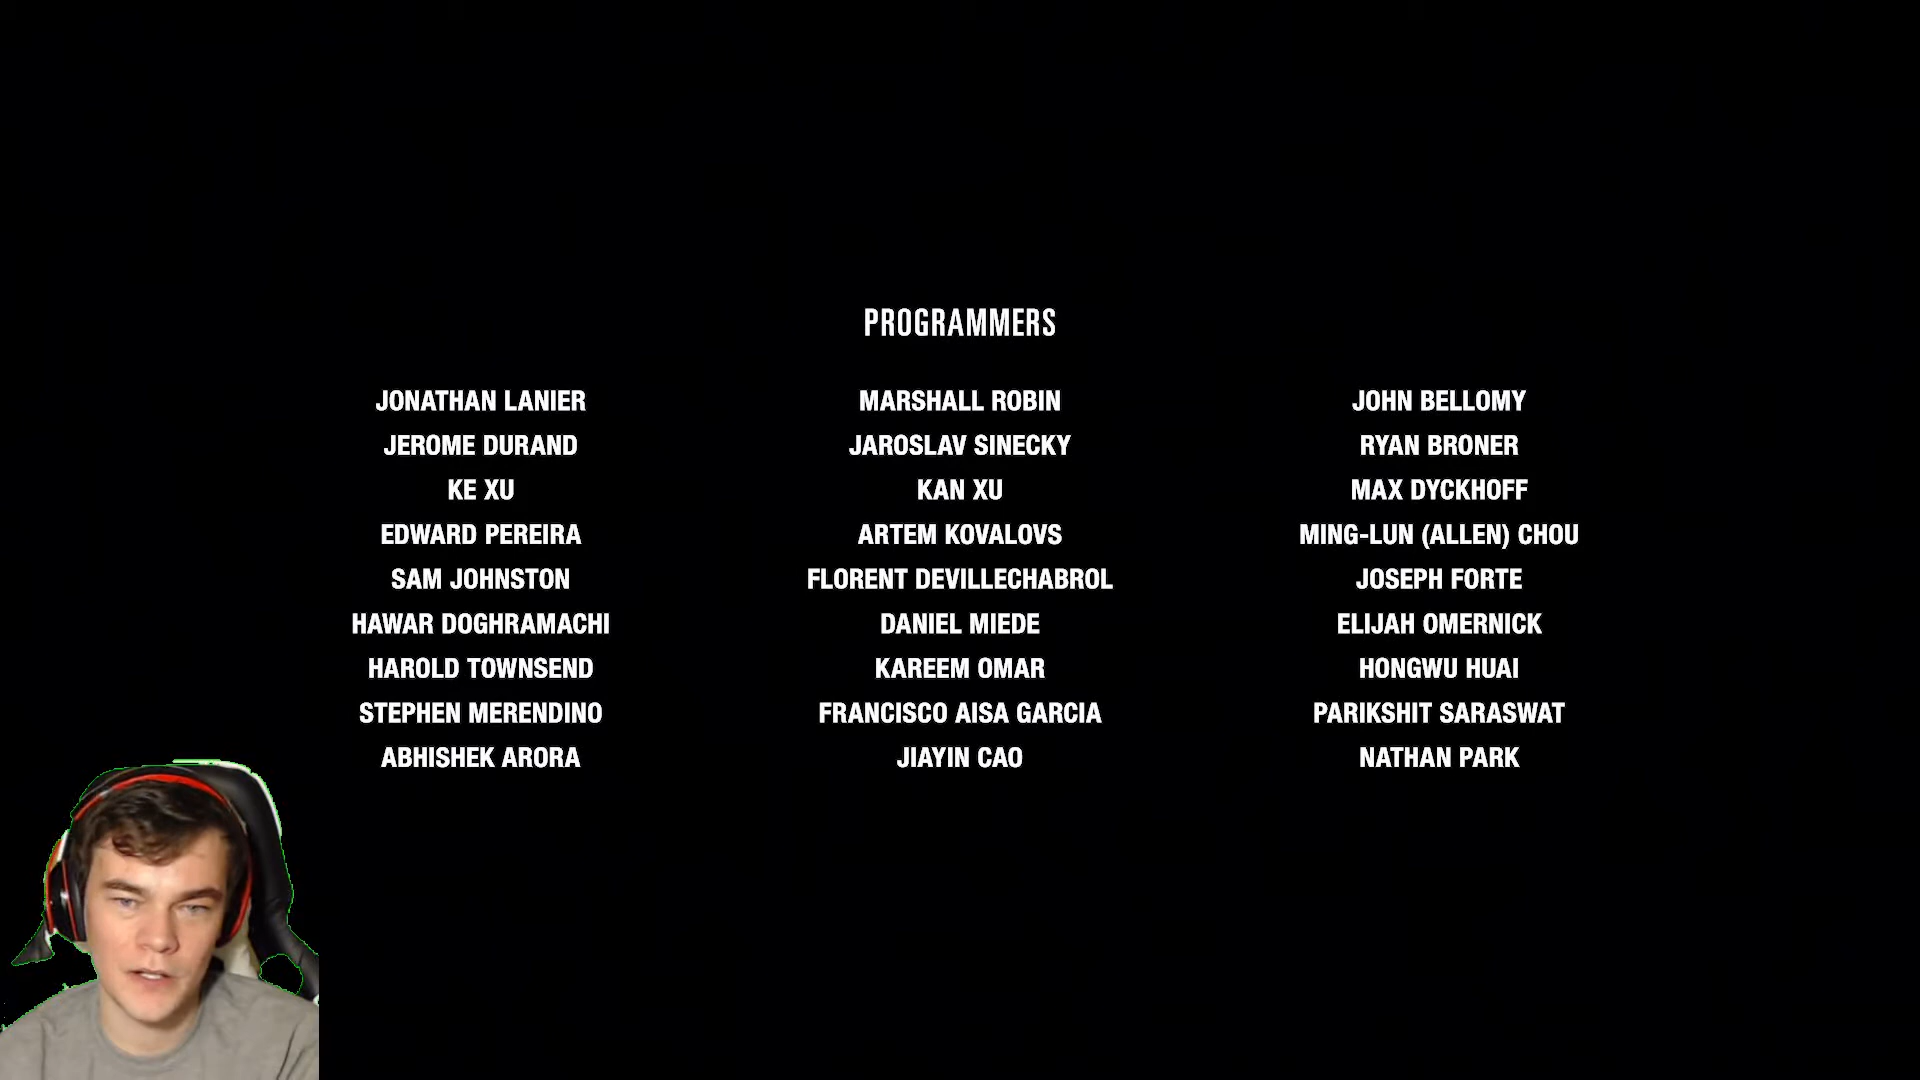 PROGRAMMERS
JONATHAN LANIER MARSHALL ROBIN JOHN BELLOMY
JEROME DURAND JAROSLAV SINECKY RYAN BRONER
KE XU KAN XU MAX DYCKHOFF
EDWARD PEREIRA ARTEM KOVALOVS MING-LUN (ALLEN) CHOU
SAM JOHNSTON FLORENT DEVILLECHABROL JOSEPH FORTE
HAWAR DOGHRAMACHI DANIEL MIEDE ELIJAH OMERNICK
HAROLD TOWNSEND KAREEM OMAR HONGWU HUAI
STEPHEN MERENDINO FRANCISCO AISA GARCIA PARIKSHIT SARASWAT
ABHISHEK ARORA JIAYIN CAO NATHAN PARK